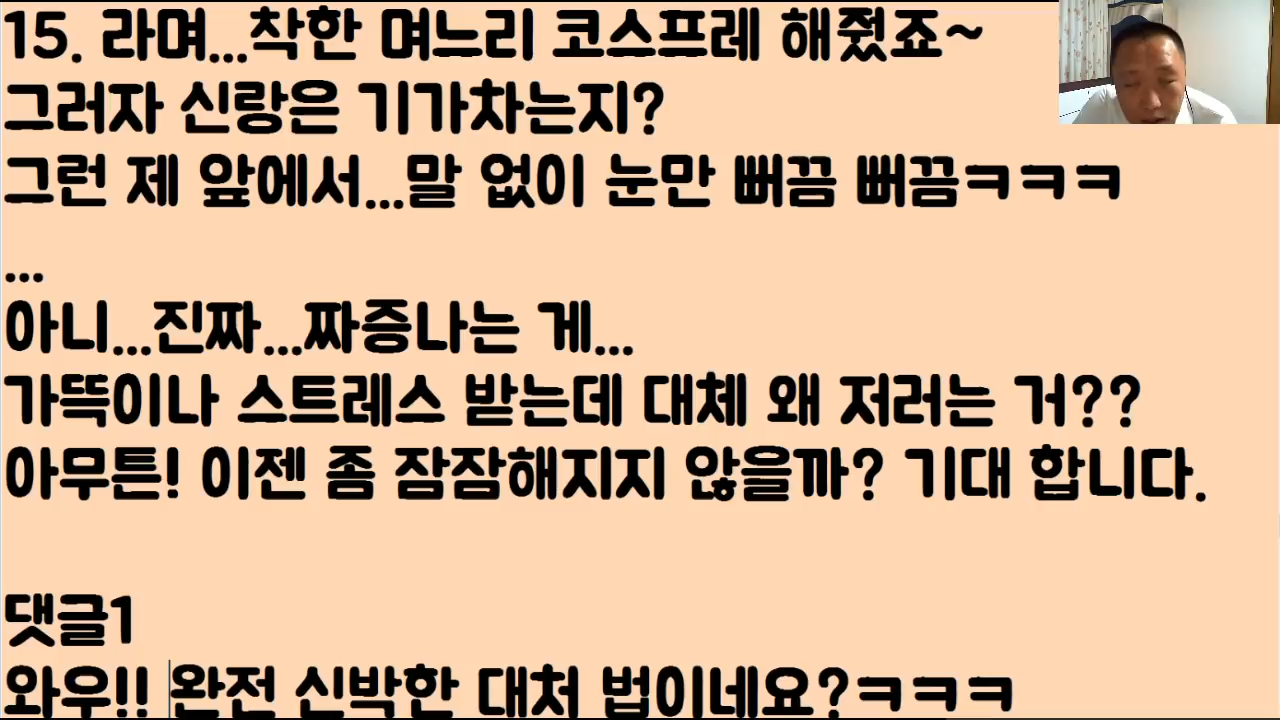 15. 라며...착한 며느리 코스프레 해줬죠~
그러자 신랑은 기가차는지?
그런 제 앞에서...말 없이 눈만 뻐끔 뻐끔ㅋㅋㅋ
...
아니...진짜...짜증나는 게...
가뜩이나 스트레스 받는데 대체 왜 저러는 거??
아무튼! 이젠 좀 잠잠해지지 않을까? 기대 합니다.
댓글1
와우!! 완전 신박한 대처 법이네요?ㅋㅋㅋ